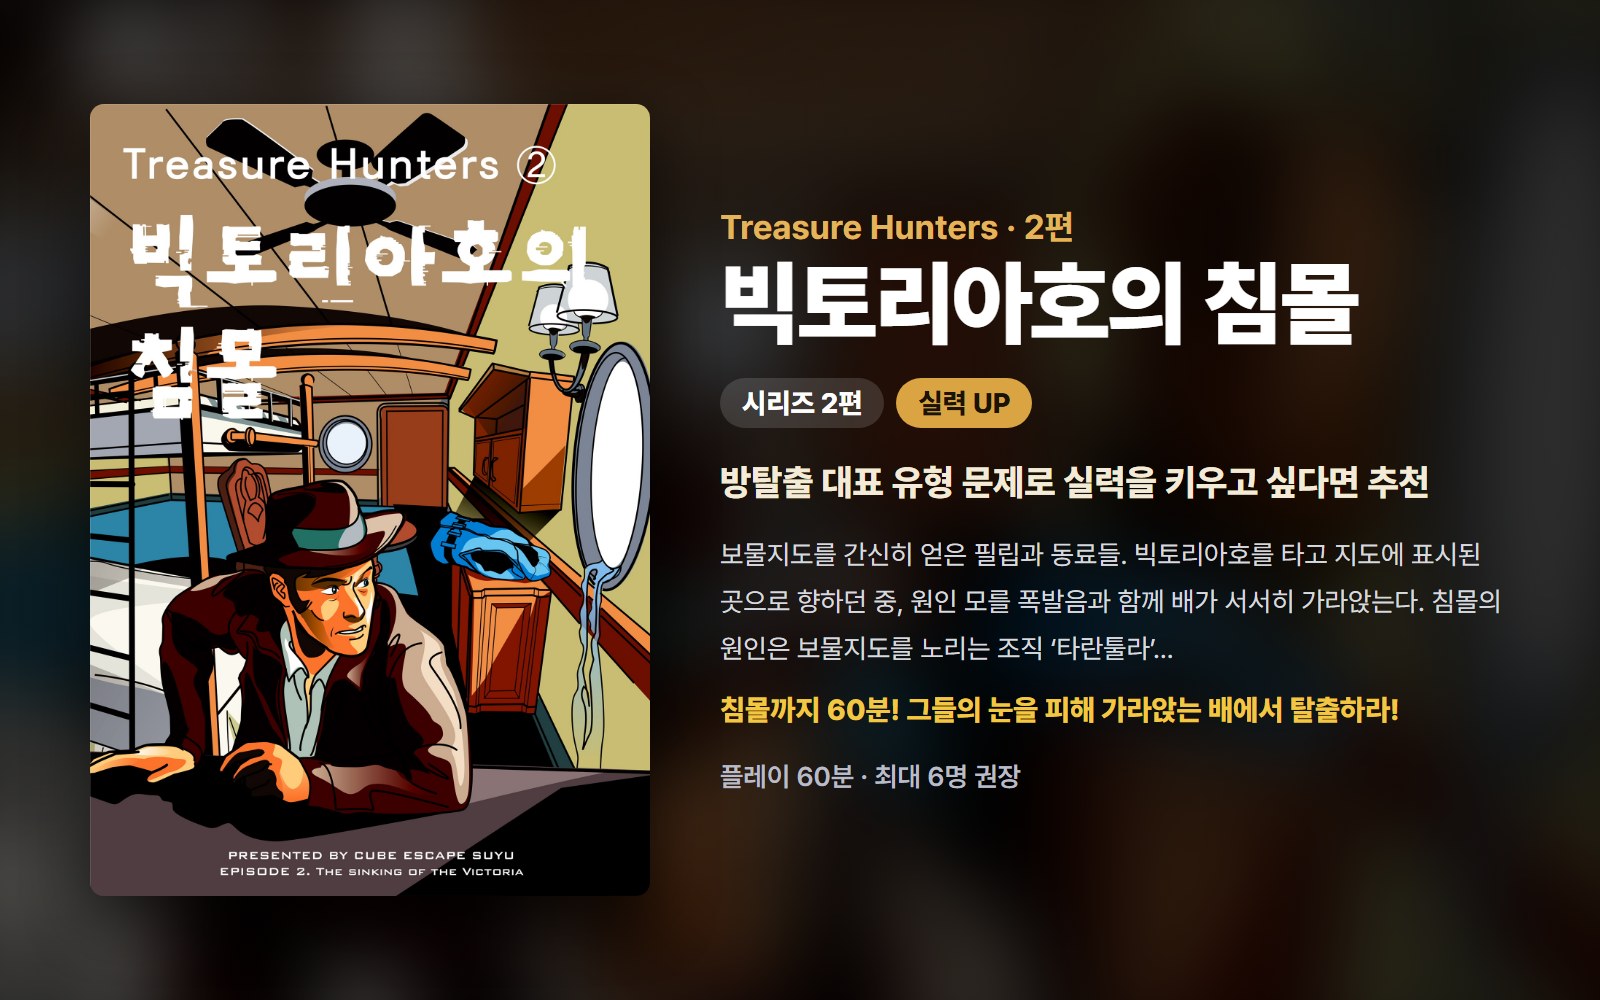 Treasure Hunters ②
빅토리아호의
침몰
PRESENTED BY CUBE ESCAPE SUYU
EPISODE 2. THE SINKING OF THE VICTORIA
Treasure Hunters · 2편
빅토리아호의 침몰
시리즈 2편
실력 UP
방탈출 대표 유형 문제로 실력을 키우고 싶다면 추천
보물지도를 간신히 얻은 필립과 동료들. 빅토리아호를 타고 지도에 표시된
곳으로 향하던 중, 원인 모를 폭발음과 함께 배가 서서히 가라앉는다. 침몰의
원인은 보물지도를 노리는 조직 ‘타란툴라’...
침몰까지 60분! 그들의 눈을 피해 가라앉는 배에서 탈출하라!
플레이 60분 · 최대 6명 권장